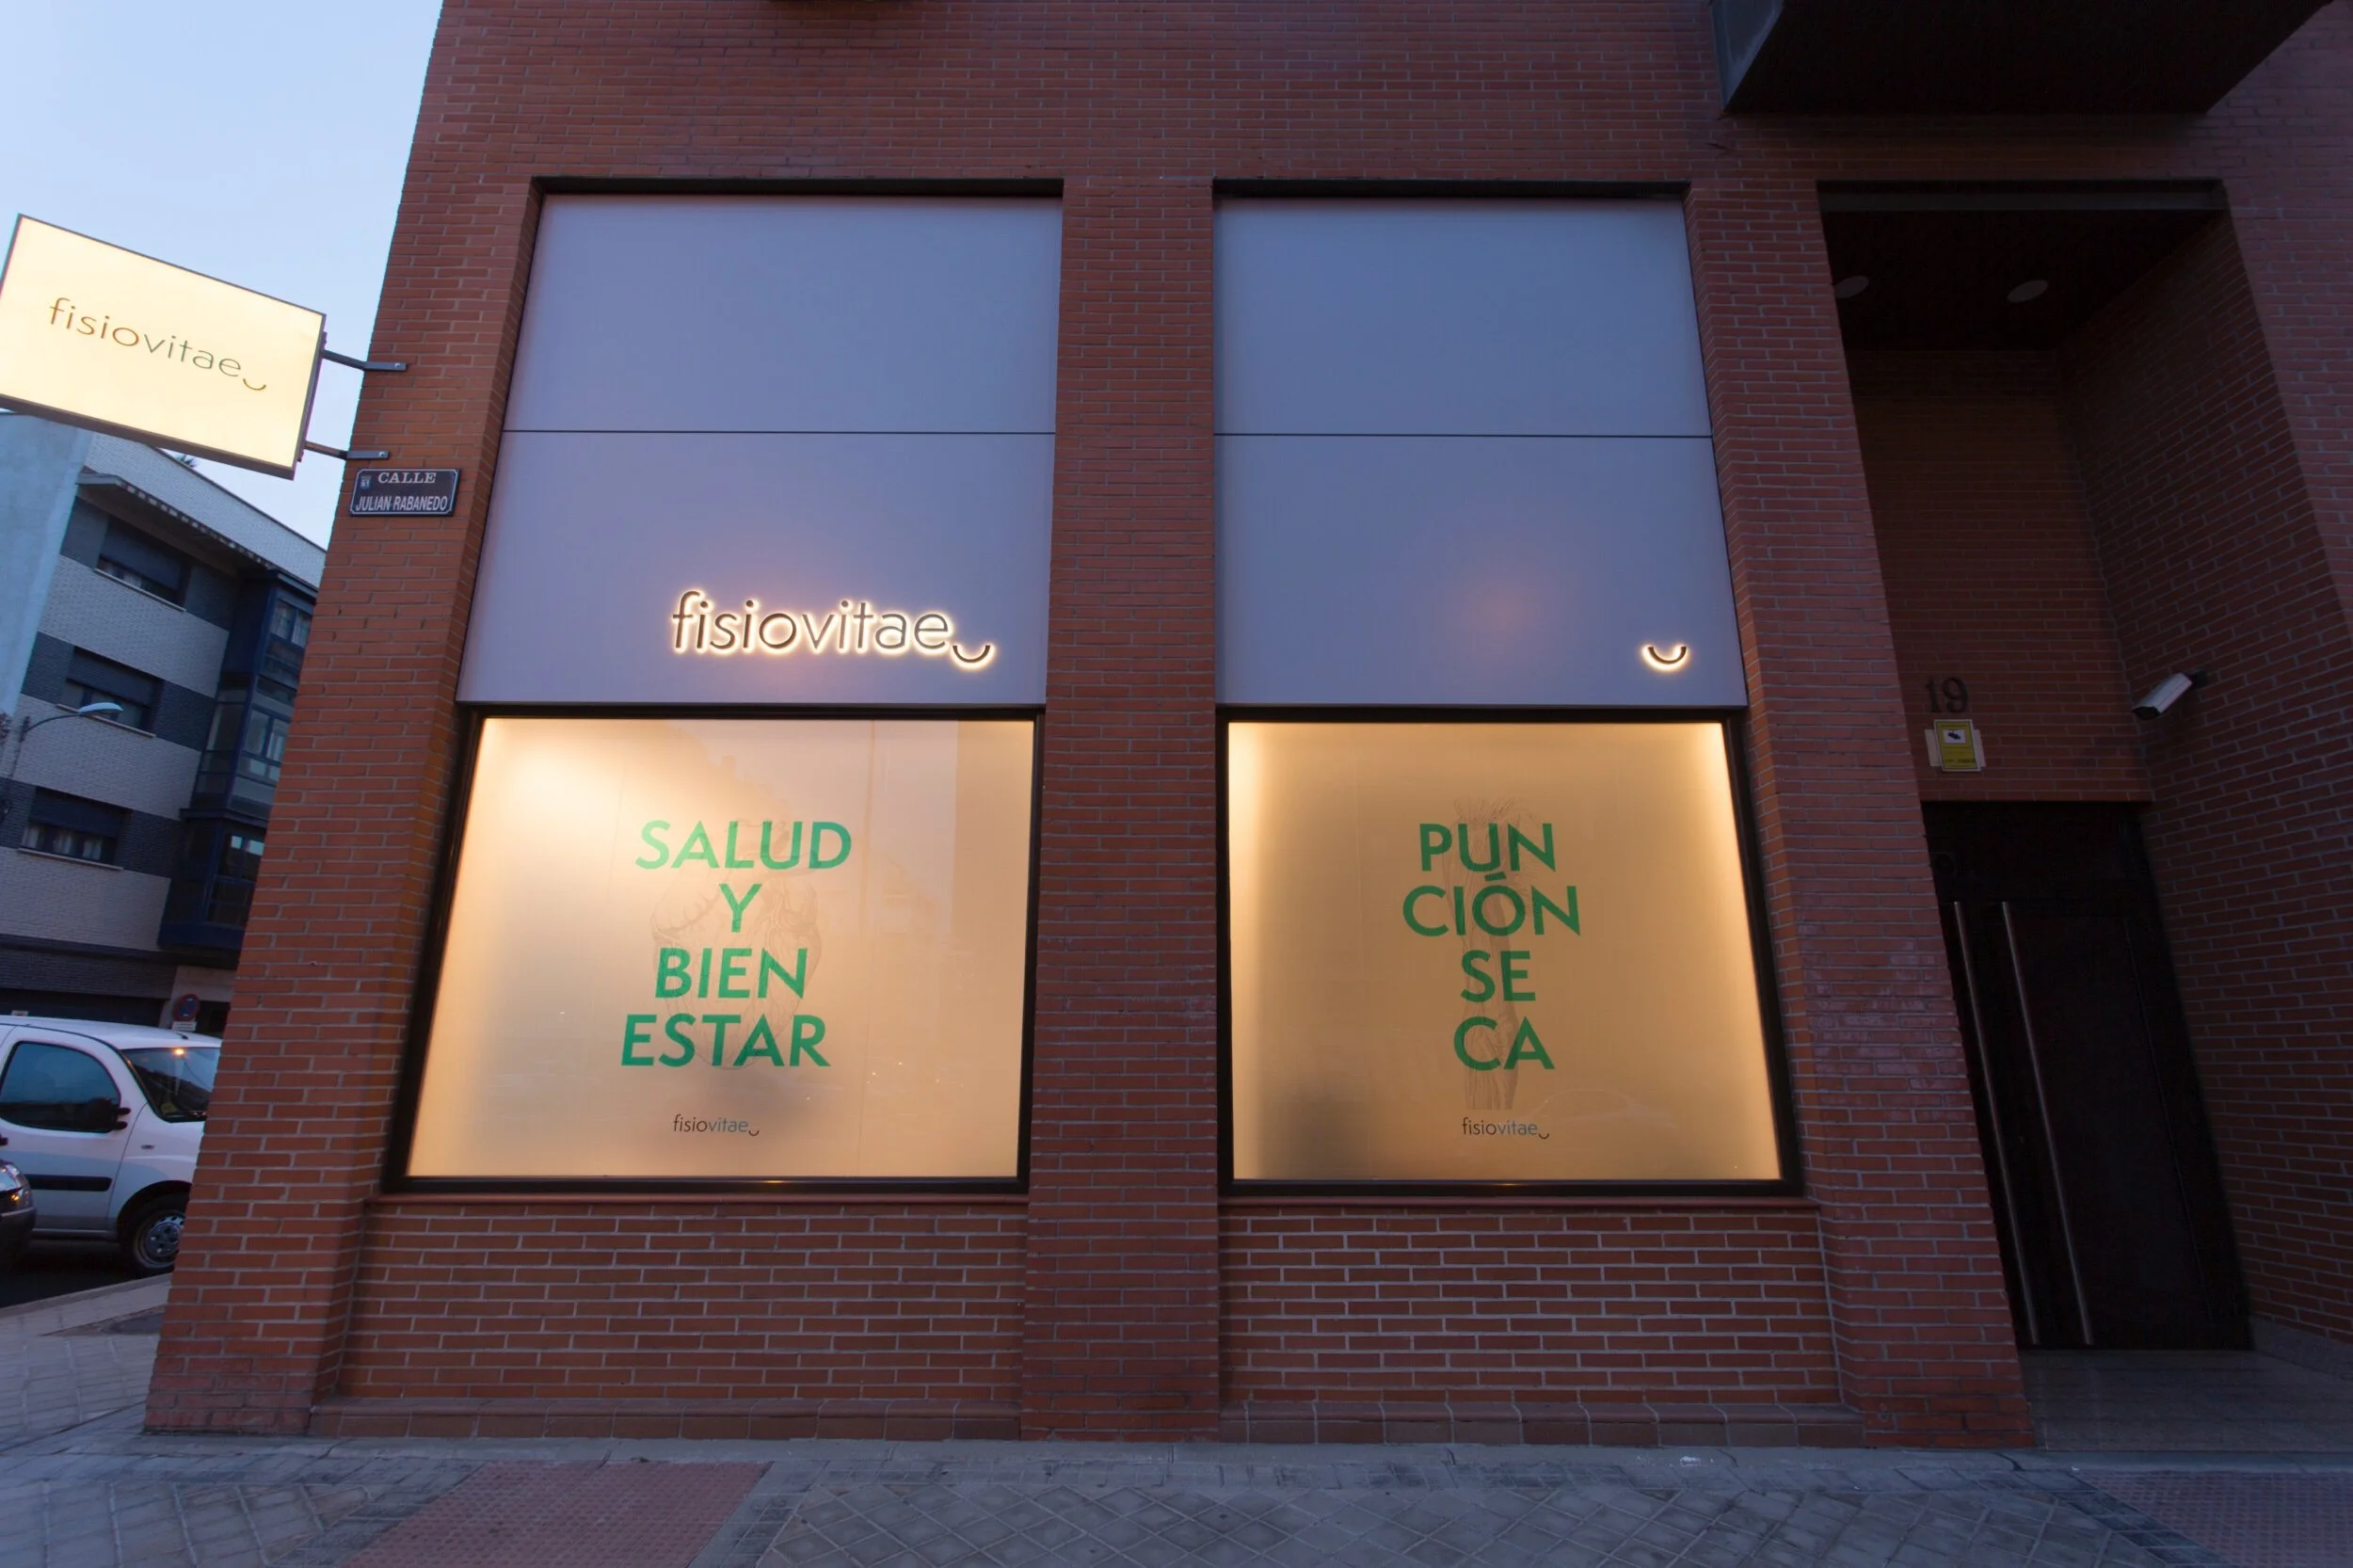 fisiovitae
CALLE
JULIAN RABANEDO
fisiovitae
SALUD
Y
BIEN
ESTAR
fisiovitae
PUN
CIÓN
SE
CA
fisiovitae
19